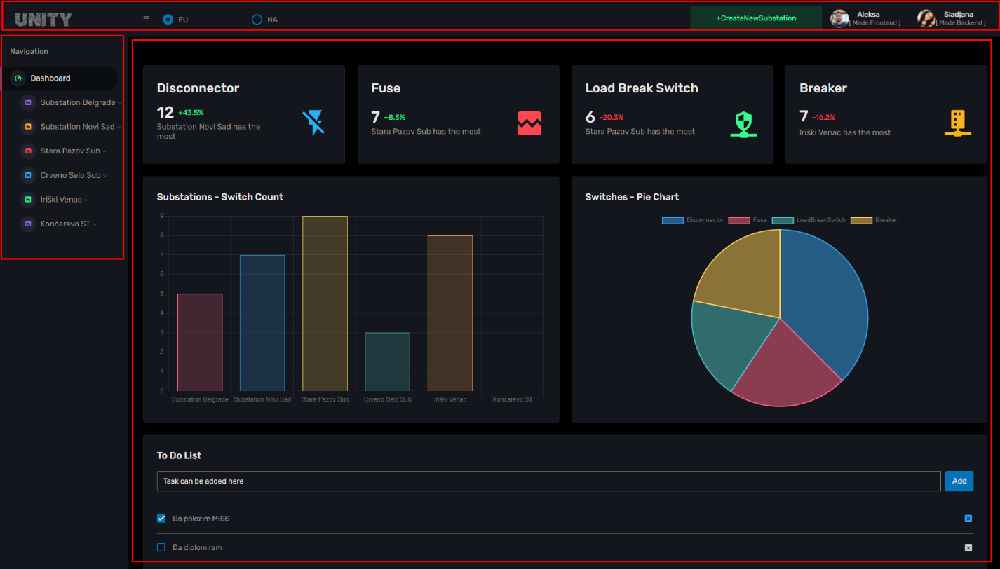 UNITY
EU
NA
+CreateNewSubstation
Aleksa
[ Made Frontend ]
Sladjana
[ Made Backend ]
Navigation
Dashboard
Substation Belgrade
Substation Novi Sad
Stara Pazov Sub
Crveno Selo Sub
Iriški Venac
Končarevo ST
Disconnector
12 +43.5%
Substation Novi Sad has the
most
Fuse
7 +8.3%
Stara Pazov Sub has the most
Load Break Switch
6 -20.3%
Stara Pazov Sub has the most
Breaker
7 -16.2%
Iriški Venac has the most
Substations - Switch Count
9
8
7
6
5
4
3
2
1
0
Substation Belgrade Substation Novi Sad Stara Pazov Sub Crveno Selo Sub Iriški Venac Končarevo ST
Switches - Pie Chart
Disconnector Fuse LoadBreakSwitch Breaker
To Do List
Task can be added here
Add
Da polozim MISS
Da diplomiram